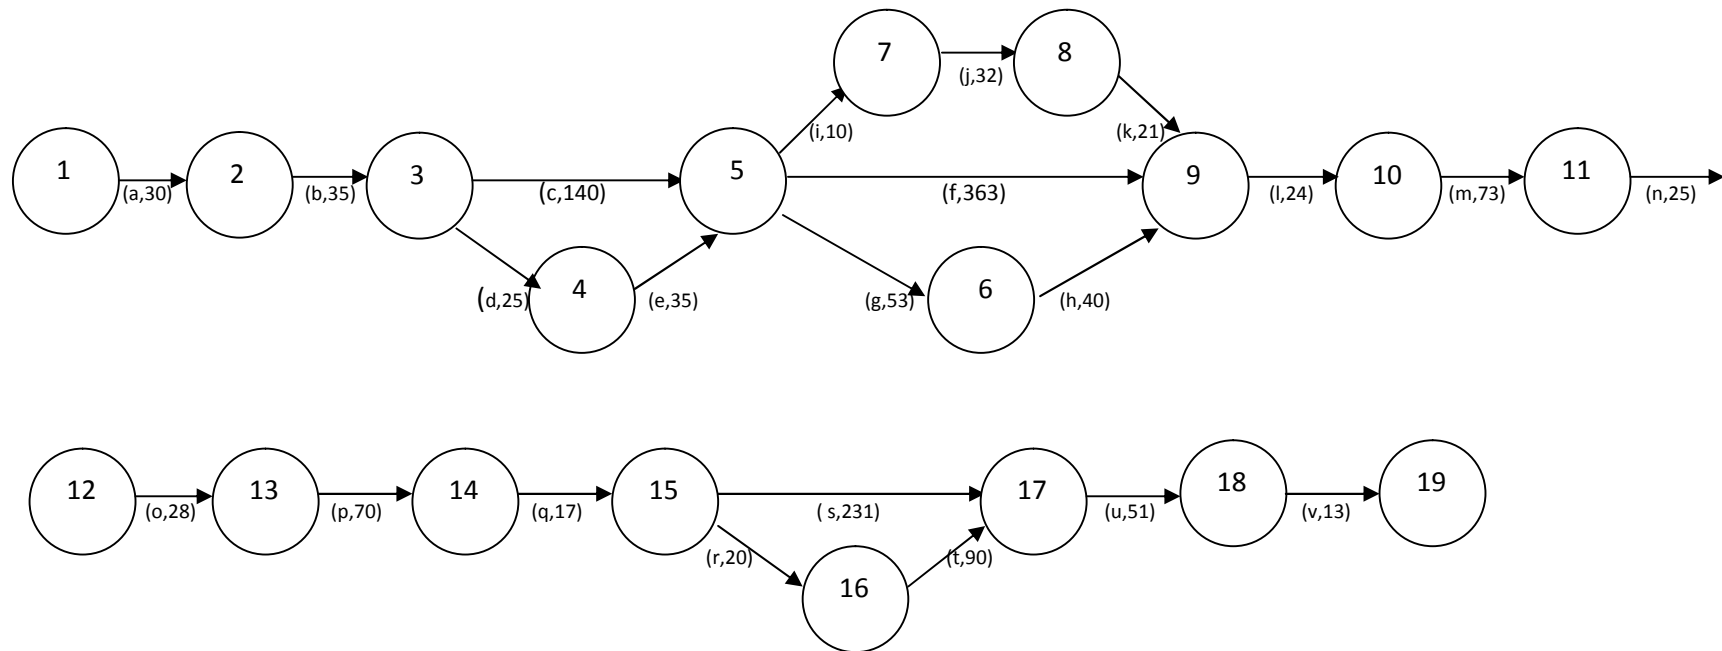 7
8
(j,32)
(i,10)
(k,21)
1
2
3
5
9
10
11
(a,30)
(b,35)
(c,140)
(f,363)
(l,24)
(m,73)
(n,25)
4
6
(d,25)
(e,35)
(g,53)
(h,40)
12
13
14
15
17
18
19
(o,28)
(p,70)
(q,17)
( s,231)
(u,51)
(v,13)
(r,20)
(t,90)
16